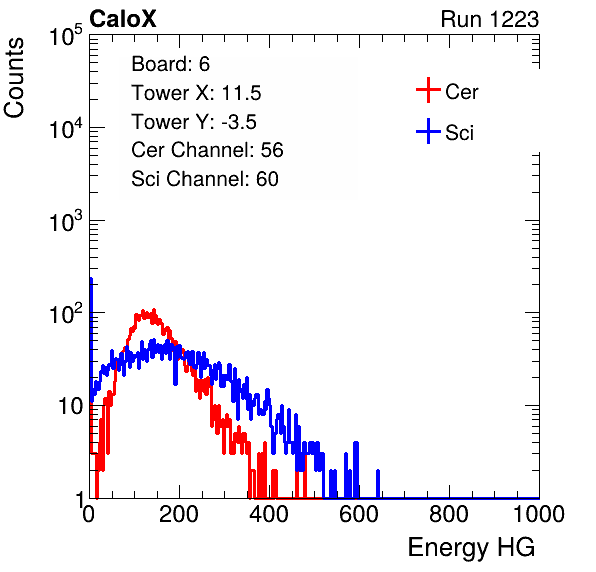 CaloX Run 1223
Counts
Board: 6
Tower X: 11.5
Tower Y: -3.5
Cer Channel: 56
Sci Channel: 60
Cer
Sci
10^5
10^4
10^3
10^2
10
1
0 200 400 600 800 1000
Energy HG